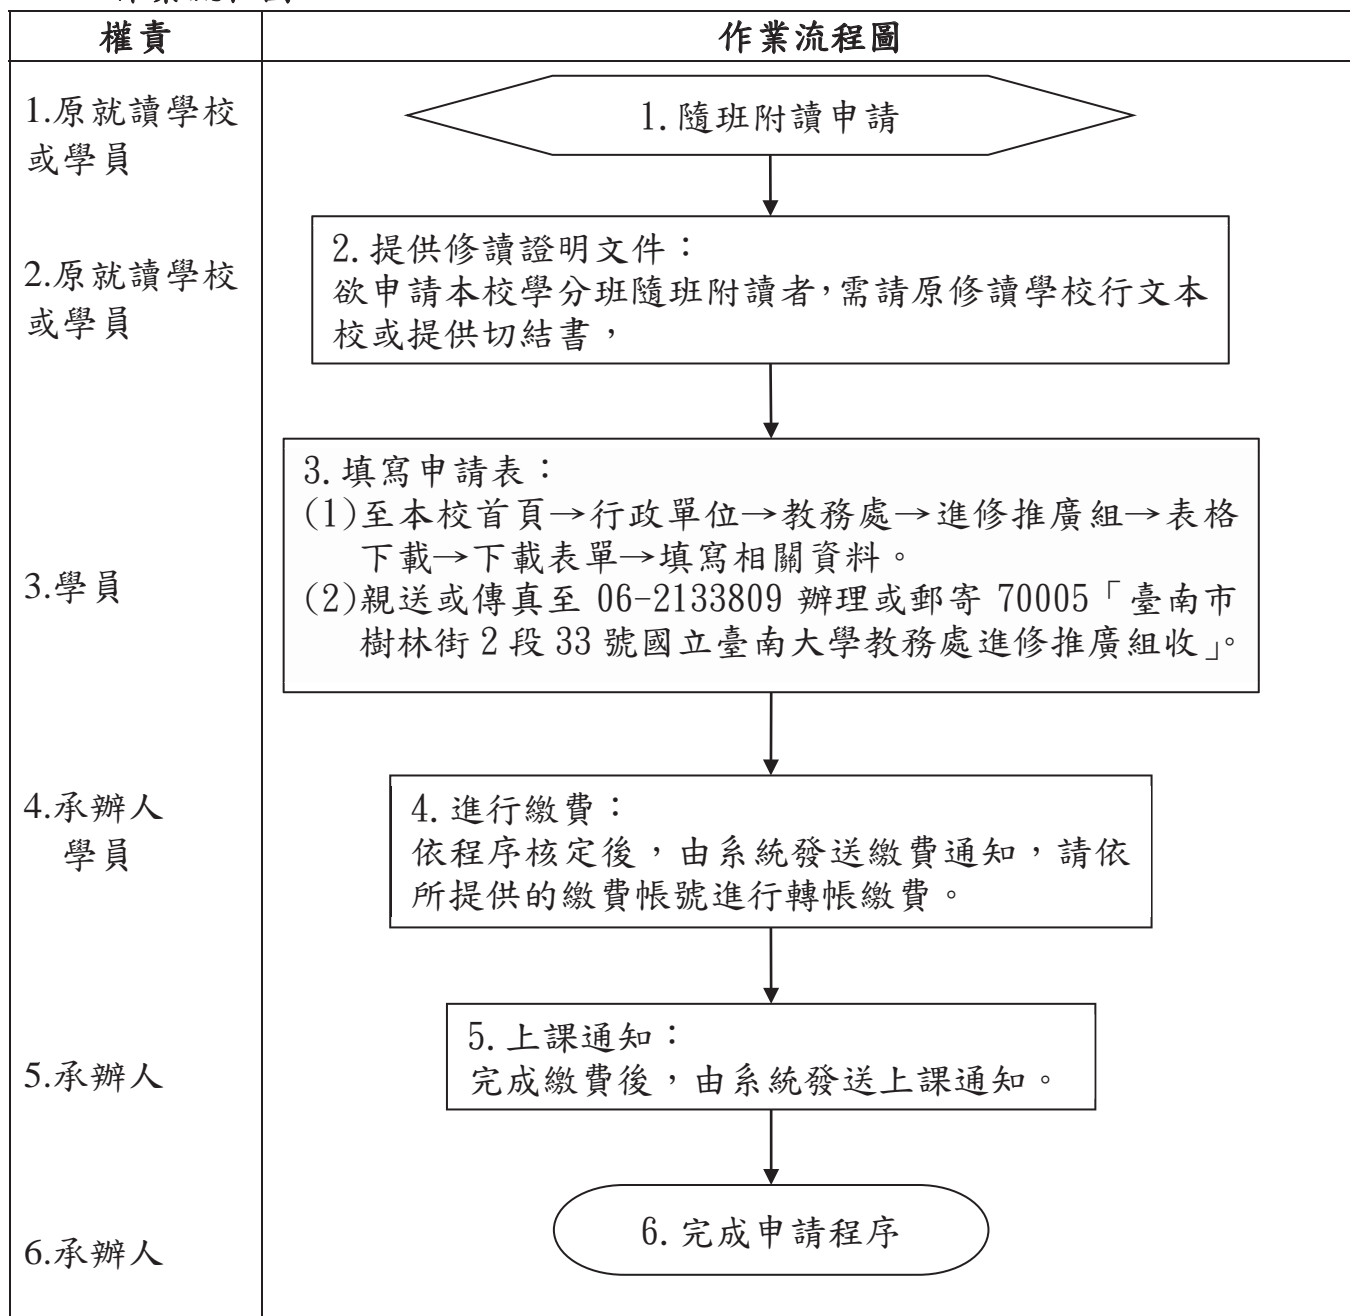 權責
作業流程圖
1.原就讀學校
或學員
1.隨班附讀申請
2.原就讀學校
或學員
2.提供修讀證明文件：
欲申請本校學分班隨班附讀者，需請原修讀學校行文本
校或提供切結書，
3.學員
3.填寫申請表：
(1)至本校首頁→行政單位→教務處→進修推廣組→表格
下載→下載表單→填寫相關資料。
(2)親送或傳真至 06-2133809 辦理或郵寄 70005「臺南市
樹林街 2 段 33 號國立臺南大學教務處進修推廣組收」。
4.承辦人
學員
4.進行繳費：
依程序核定後，由系統發送繳費通知，請依
所提供的繳費帳號進行轉帳繳費。
5.承辦人
5.上課通知：
完成繳費後，由系統發送上課通知。
6.承辦人
6.完成申請程序